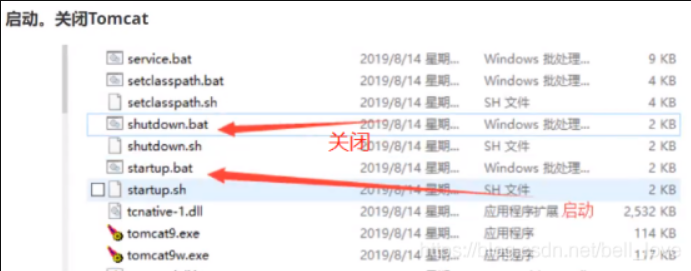 启动。关闭Tomcat
service.bat 2019/8/14 星期... Windows 批处理... 9 KB
setclasspath.bat 2019/8/14 星期... Windows 批处理... 4 KB
setclasspath.sh 2019/8/14 星期... SH 文件 4 KB
shutdown.bat 2019/8/14 星期... Windows 批处理... 2 KB
关闭
shutdown.sh 2019/8/14 星期... SH 文件 2 KB
startup.bat 2019/8/14 星期... Windows 批处理... 2 KB
startup.sh 2019/8/14 星期... SH 文件 2 KB
tcnative-1.dll 2019/8/14 星期... 应用程序扩展 启动 2,532 KB
tomcat9.exe 2019/8/14 星期... 应用程序 114 KB
tomcat9w.exe 2019/8/14 星期... 应用程序 117 KB